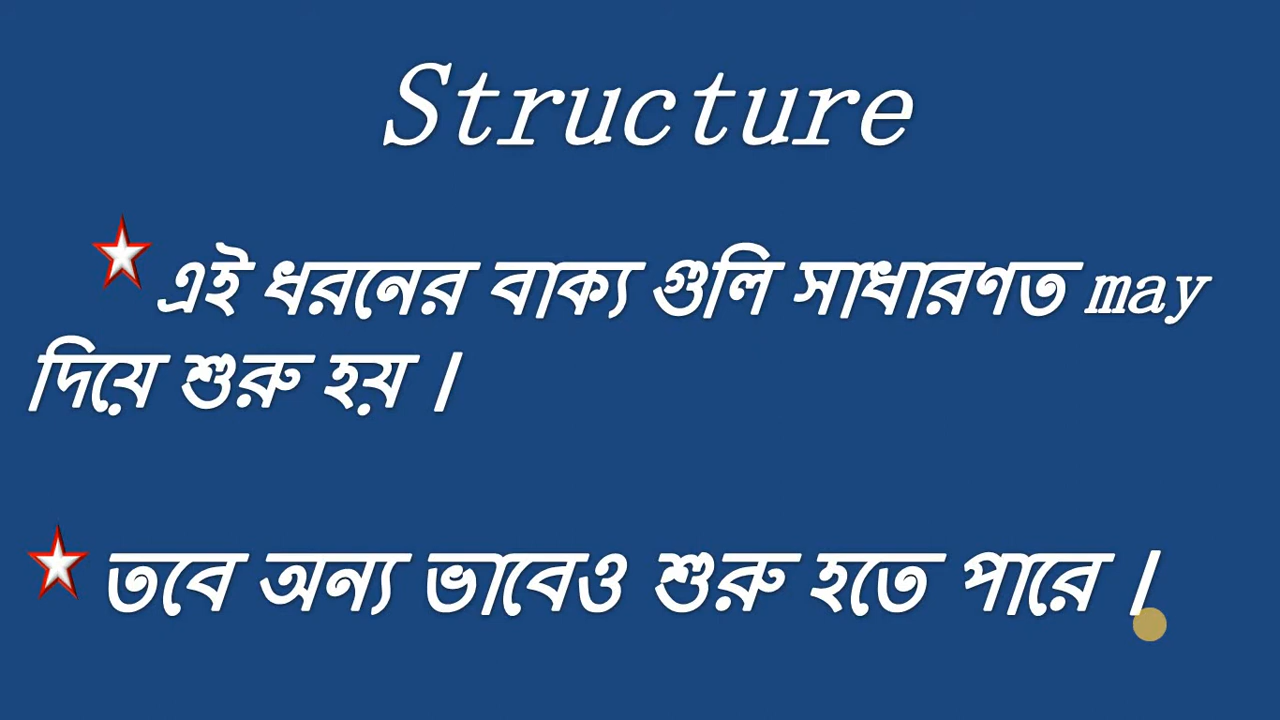 Structure
এই ধরনের বাক্য গুলি সাধারণত may
দিয়ে শুরু হয় |
তবে অন্য ভাবেও শুরু হতে পারে |